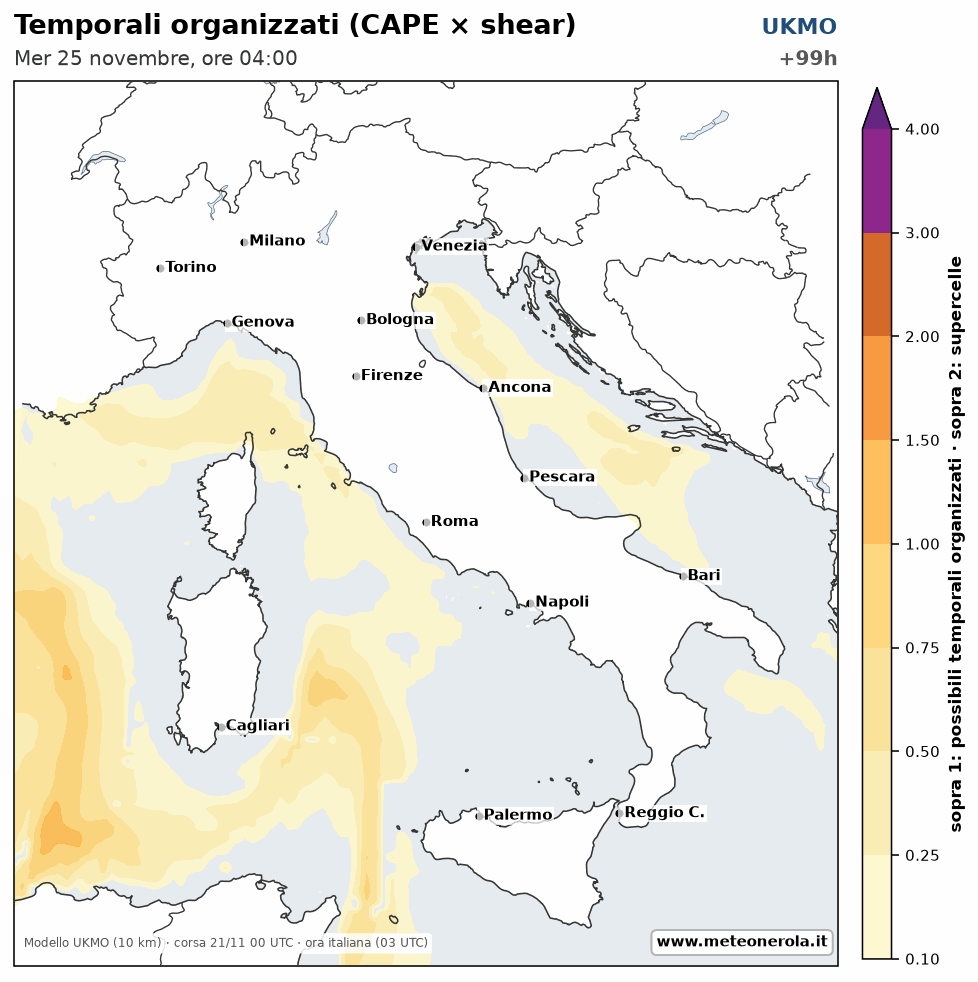 Temporali organizzati (CAPE × shear)
UKMO
Mer 25 novembre, ore 04:00
+99h
4.00
3.00
2.00
1.50
1.00
0.75
0.50
0.25
0.10
sopra 1: possibili temporali organizzati · sopra 2: supercelle
Milano
Venezia
Torino
Genova
Bologna
Firenze
Ancona
Pescara
Roma
Bari
Napoli
Cagliari
Palermo
Reggio C.
Modello UKMO (10 km) · corsa 21/11 00 UTC · ora italiana (03 UTC)
www.meteonerola.it